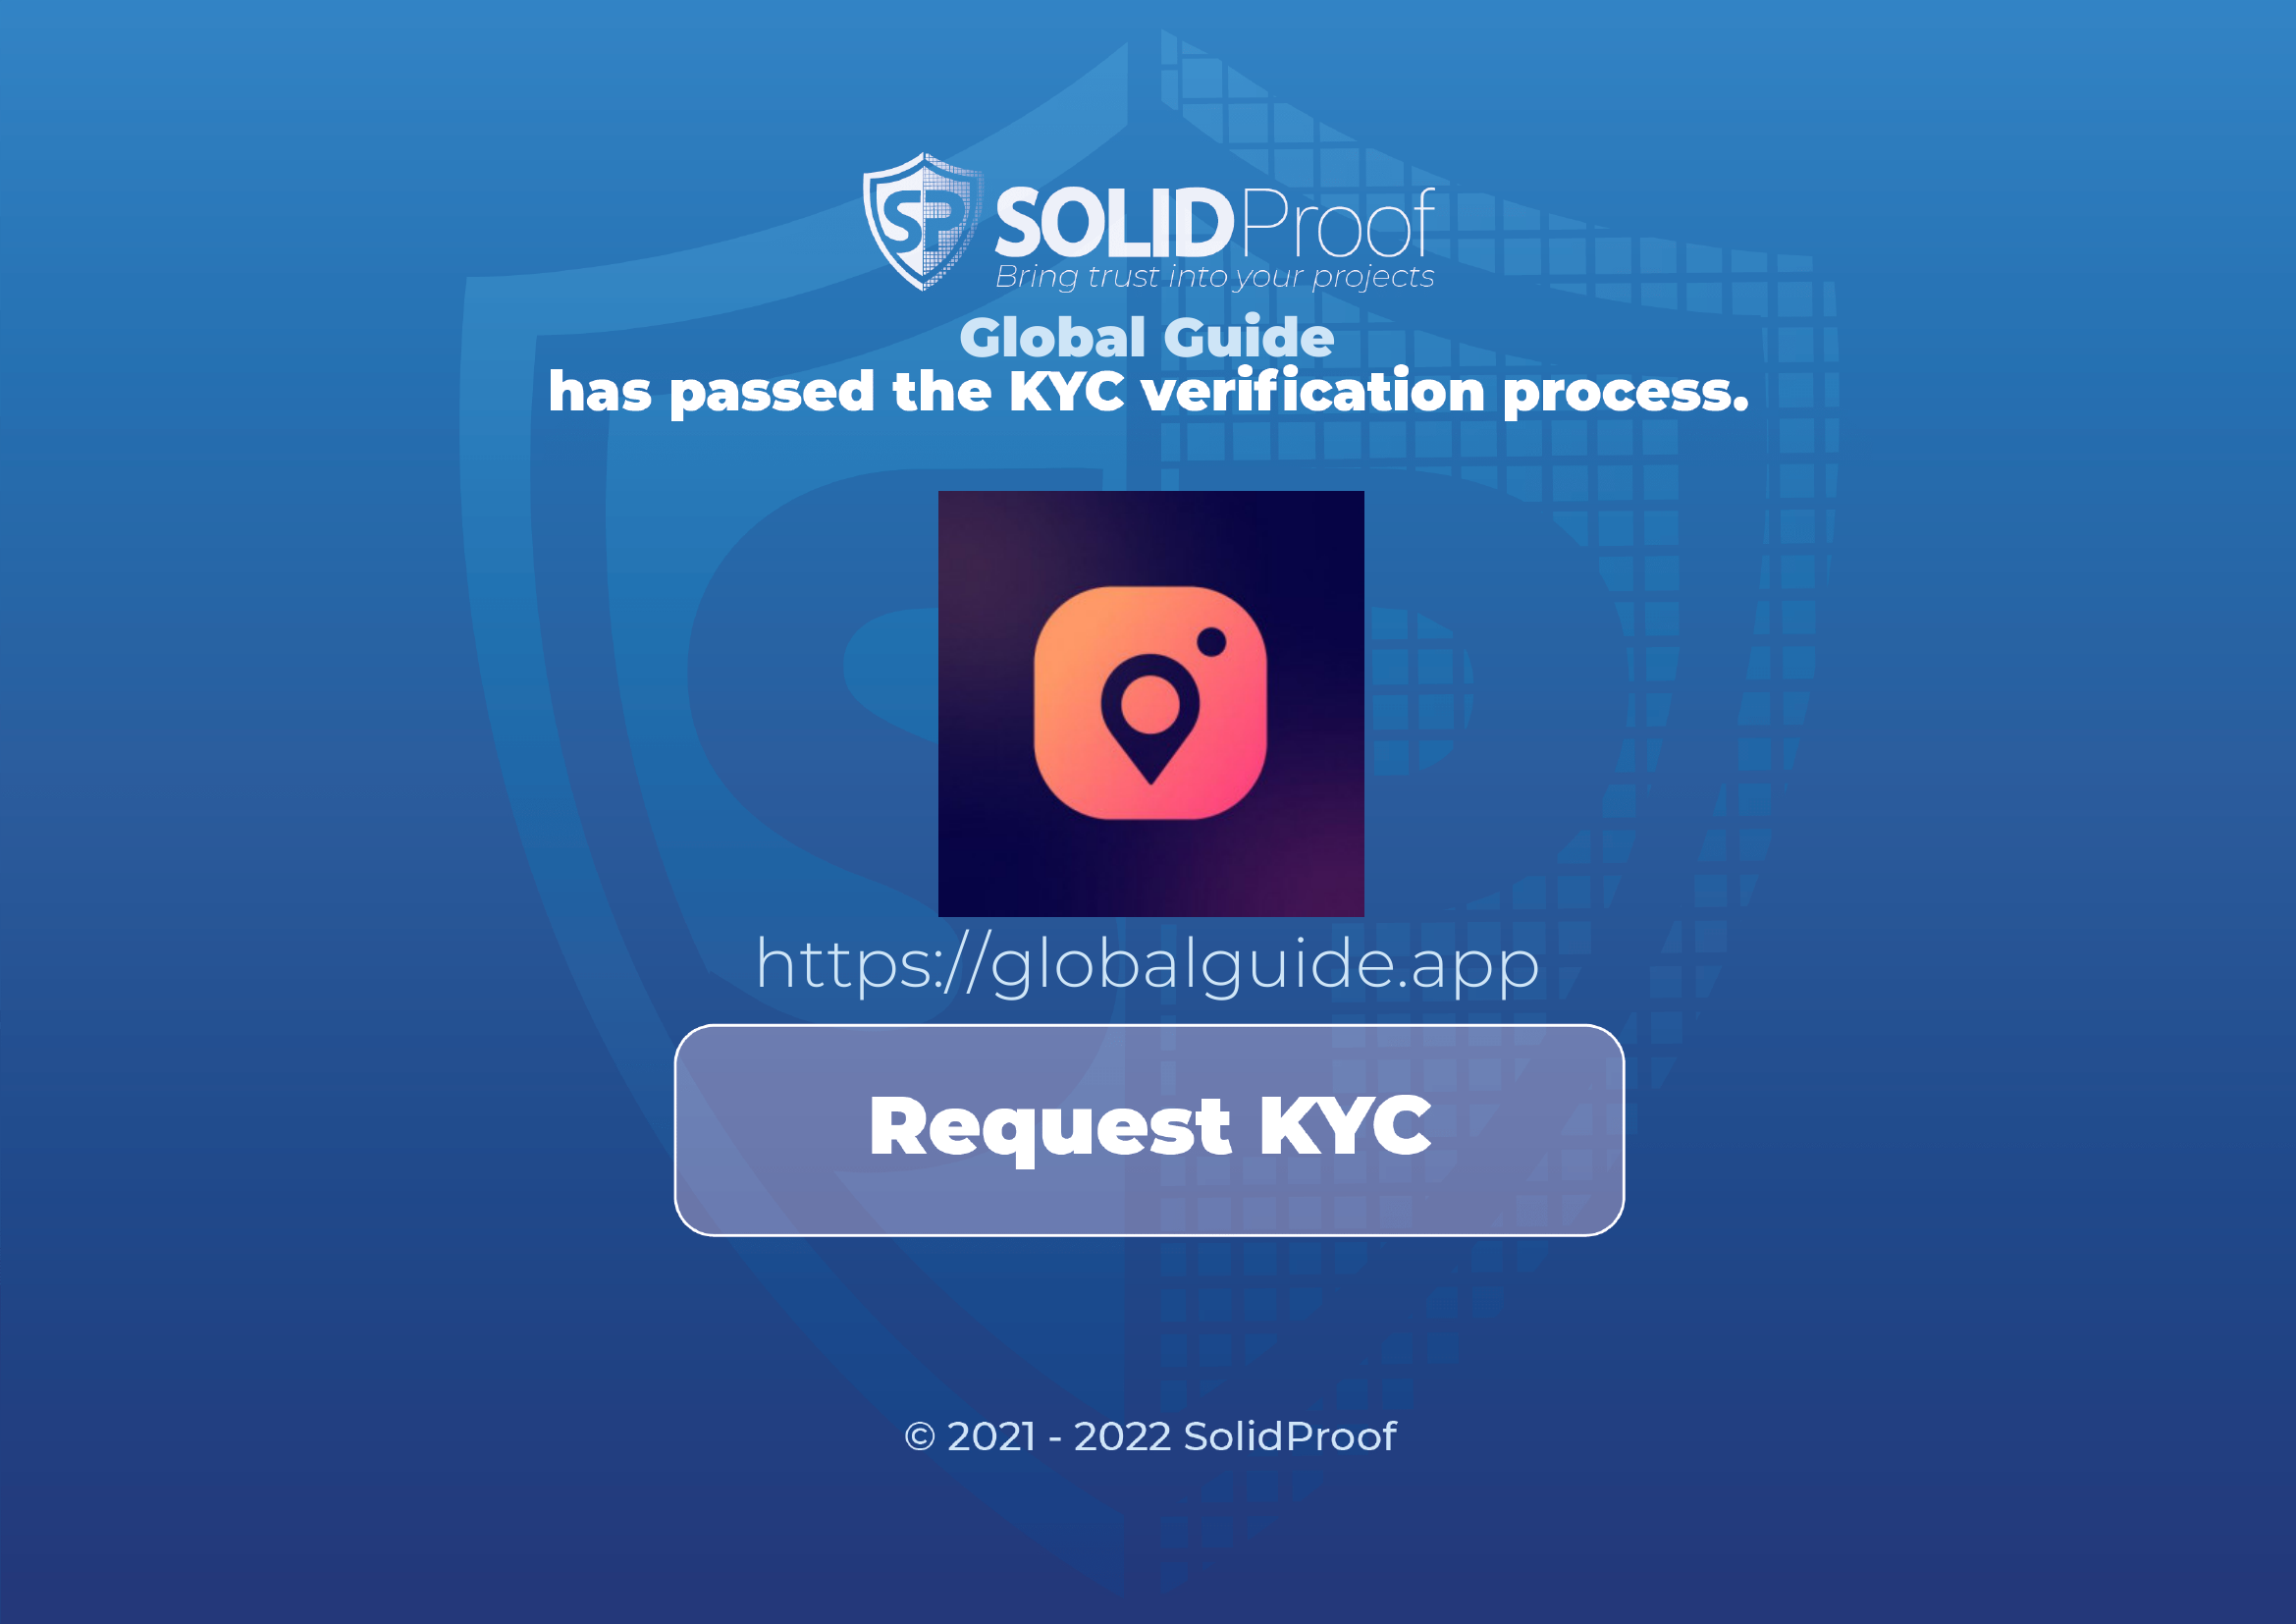 SP SOLIDProof
Bring trust into your projects
Global Guide
has passed the KYC verification process.
https://globalguide.app
Request KYC
© 2021 - 2022 SolidProof